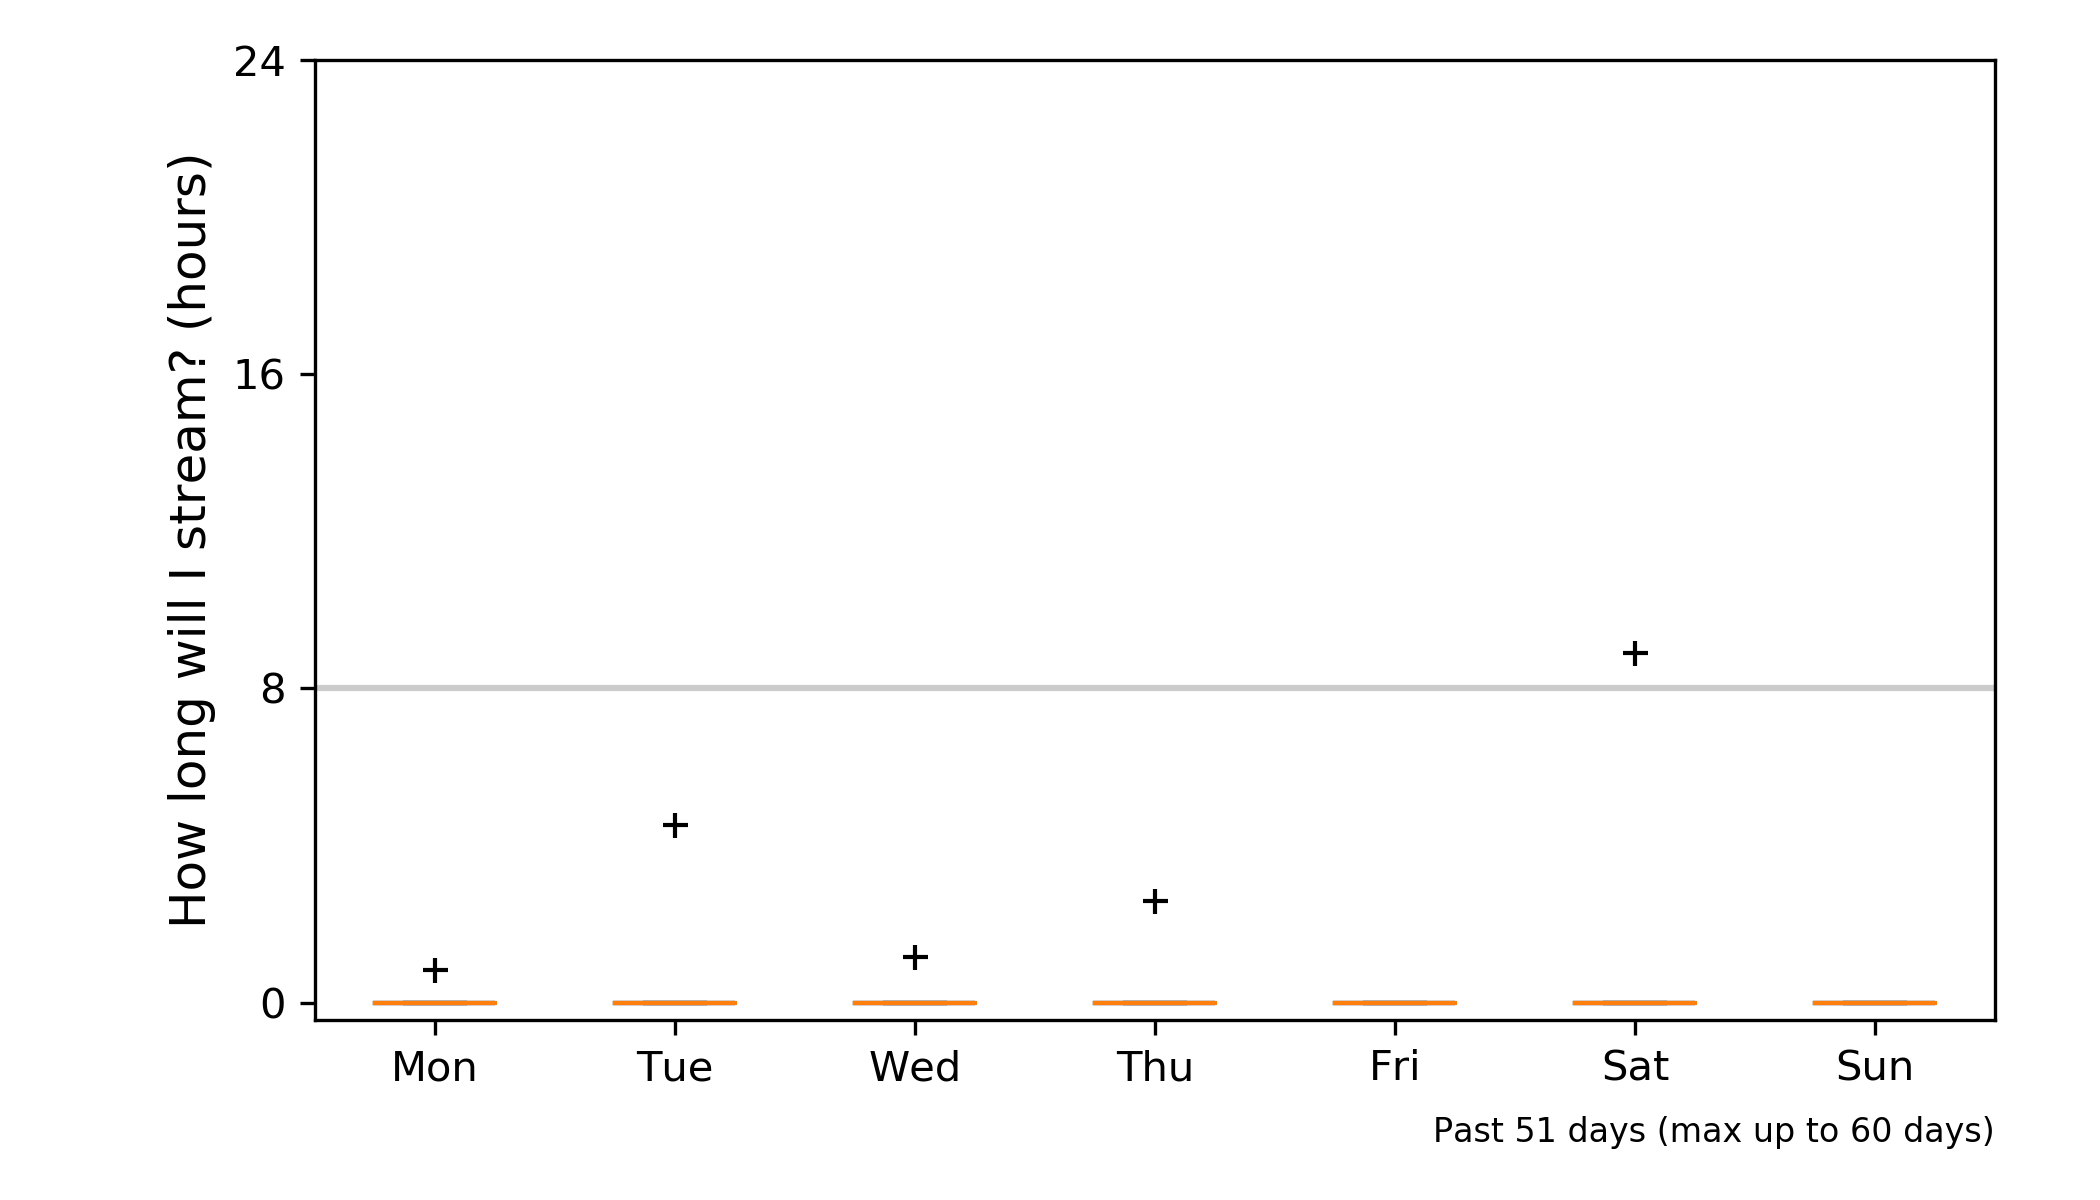 How long will I stream? (hours)
24
16
8
0
Mon Tue Wed Thu Fri Sat Sun
Past 51 days (max up to 60 days)